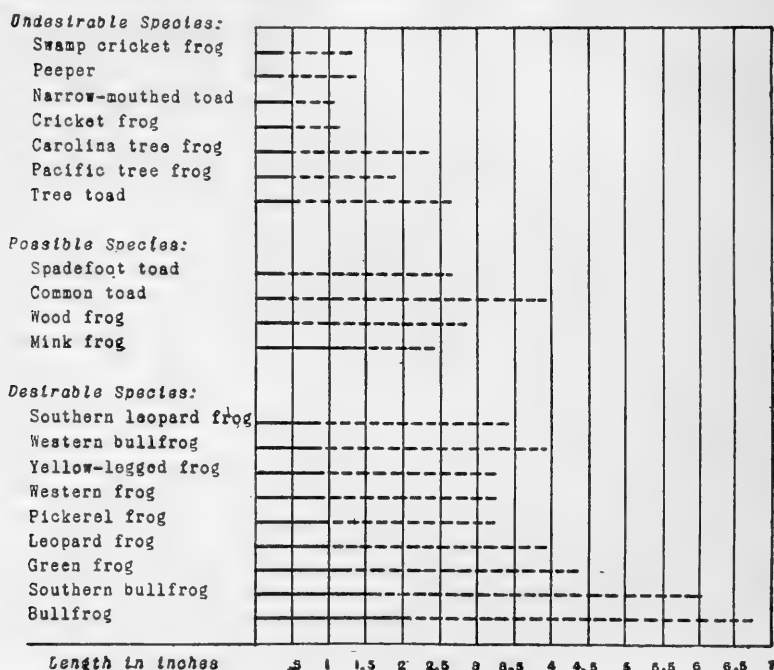 Undesirable Species:
Swamp cricket frog
Peeper
Narrow-mouthed toad
Cricket frog
Carolina tree frog
Pacific tree frog
Tree toad
Possible Species:
Spadefoot toad
Common toad
Wood frog
Mink frog
Desirable Species:
Southern leopard frog
Western bullfrog
Yellow-legged frog
Western frog
Pickerel frog
Leopard frog
Green frog
Southern bullfrog
Bullfrog
Length in inches .5 1 1.5 2 2.5 3 3.5 4 4.5 5 5.5 6 6.5 7